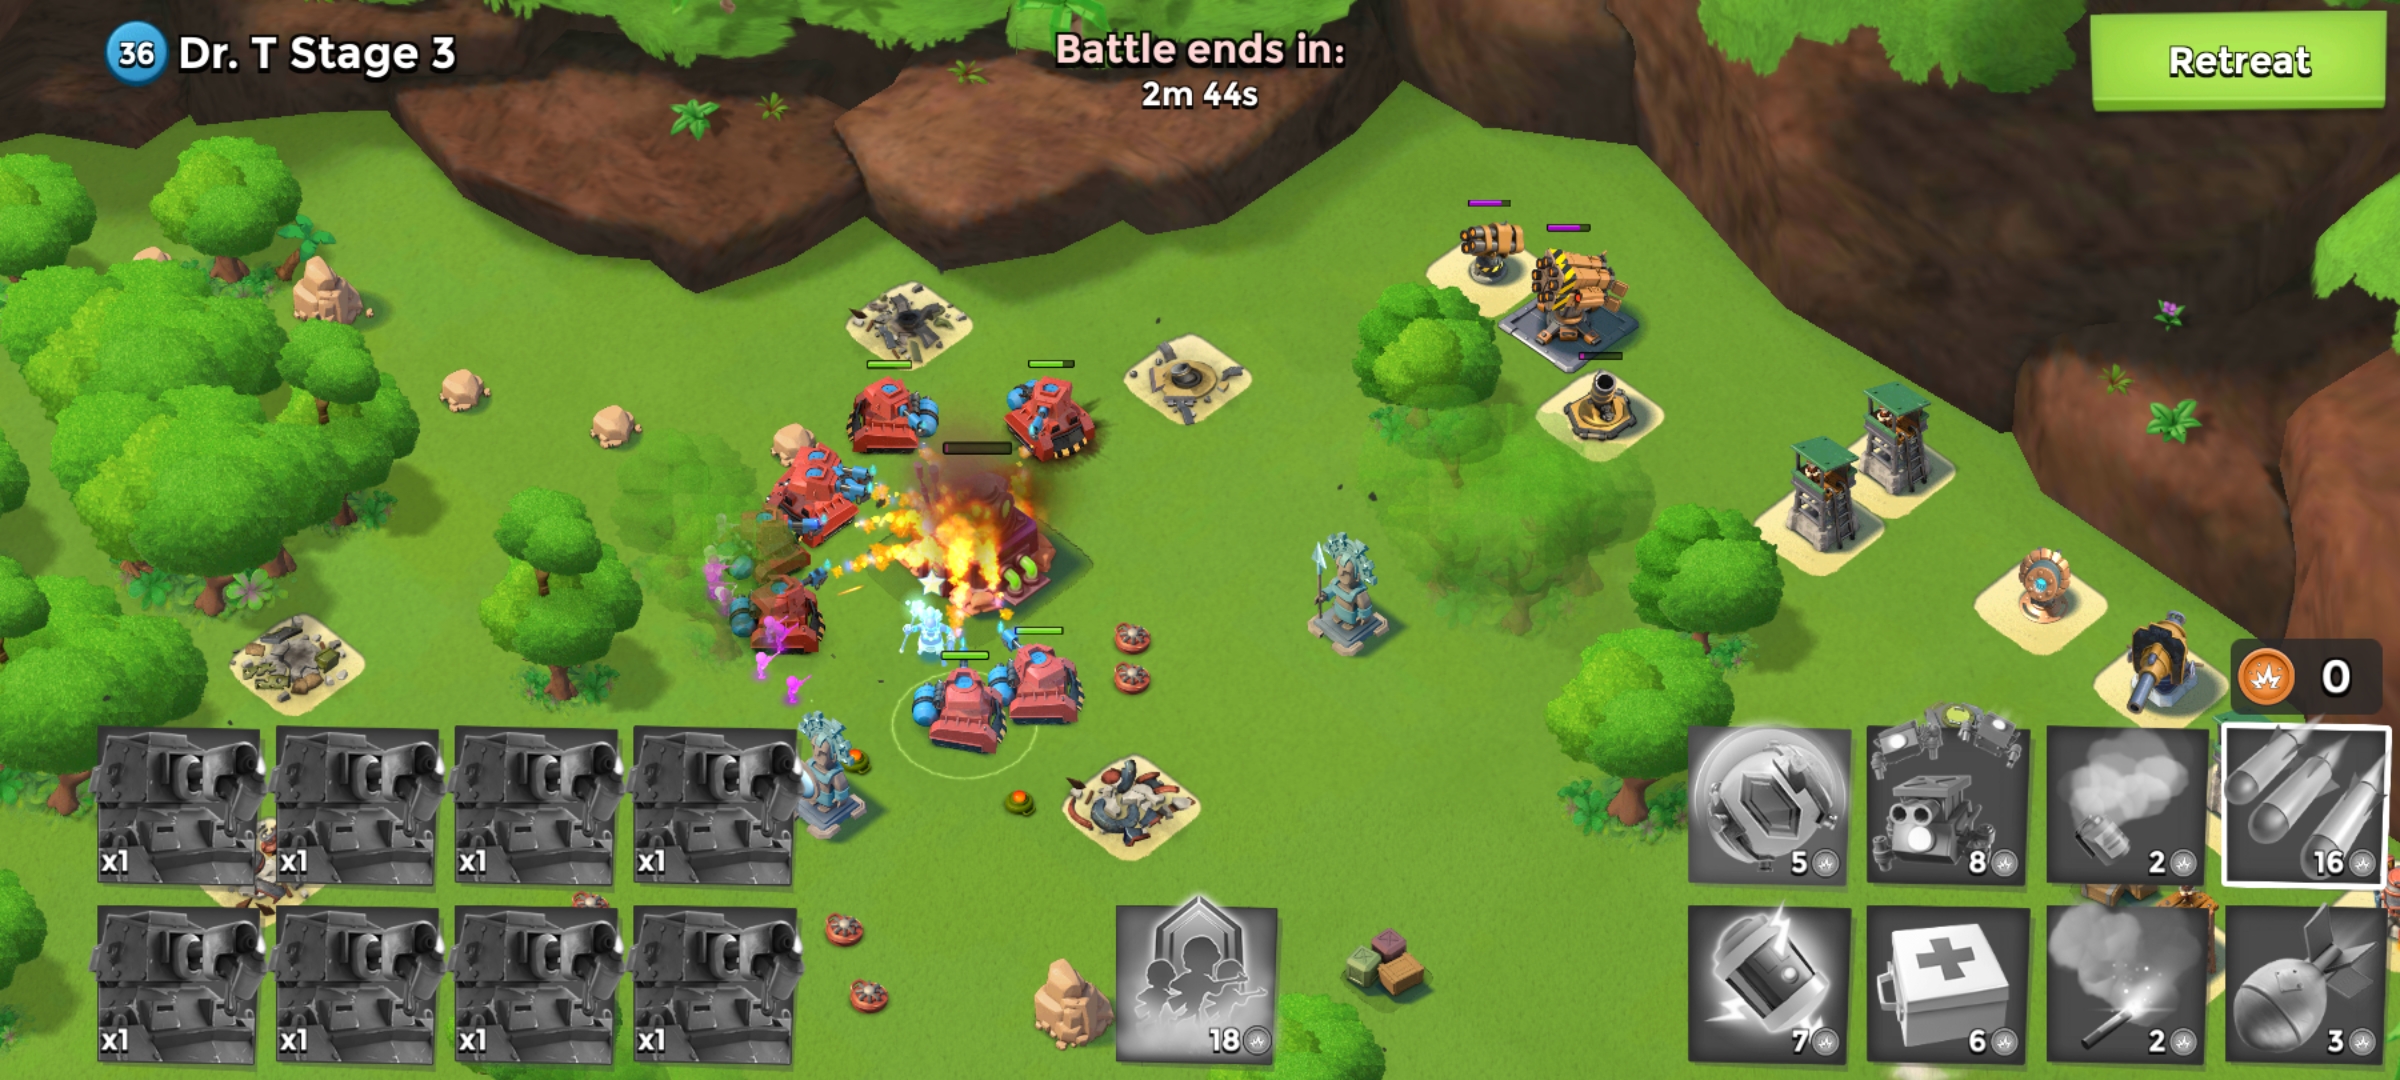 36 Dr. T Stage 3
Battle ends in:
2m 44s
Retreat
0
x1 x1 x1 x1
5 8 2 16
x1 x1 x1 x1
18
7 6 2 3